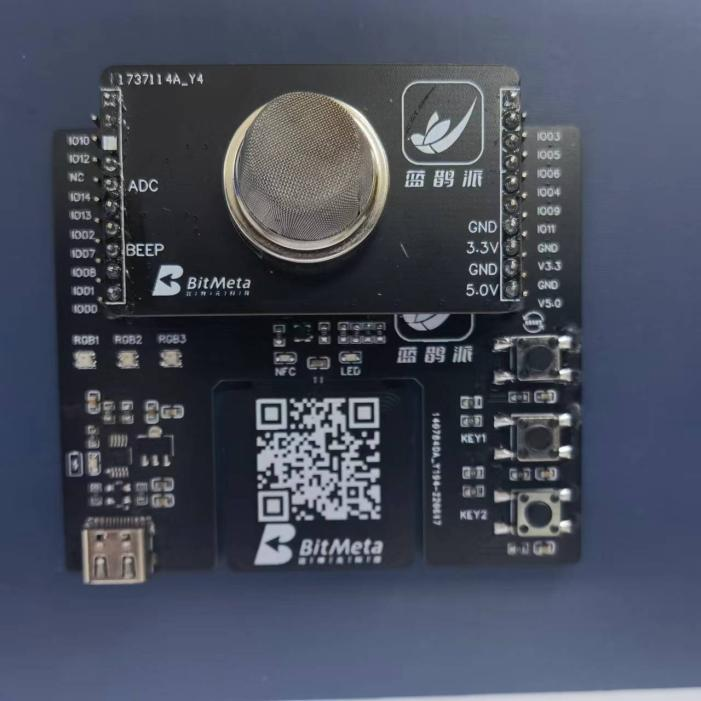 1737114A_Y4
蓝鹊派
ADC
BEEP
GND
3.3V
GND
5.0V
BitMeta
IO10
IO12
NC
IO14
IO13
IO02
IO07
IO08
IO01
IO00
IO03
IO05
IO06
IO04
IO09
IO11
GND
V3.3
GND
V5.0
RGB1 RGB2 RGB3
NFC LED
蓝鹊派
KEY1
KEY2
BitMeta